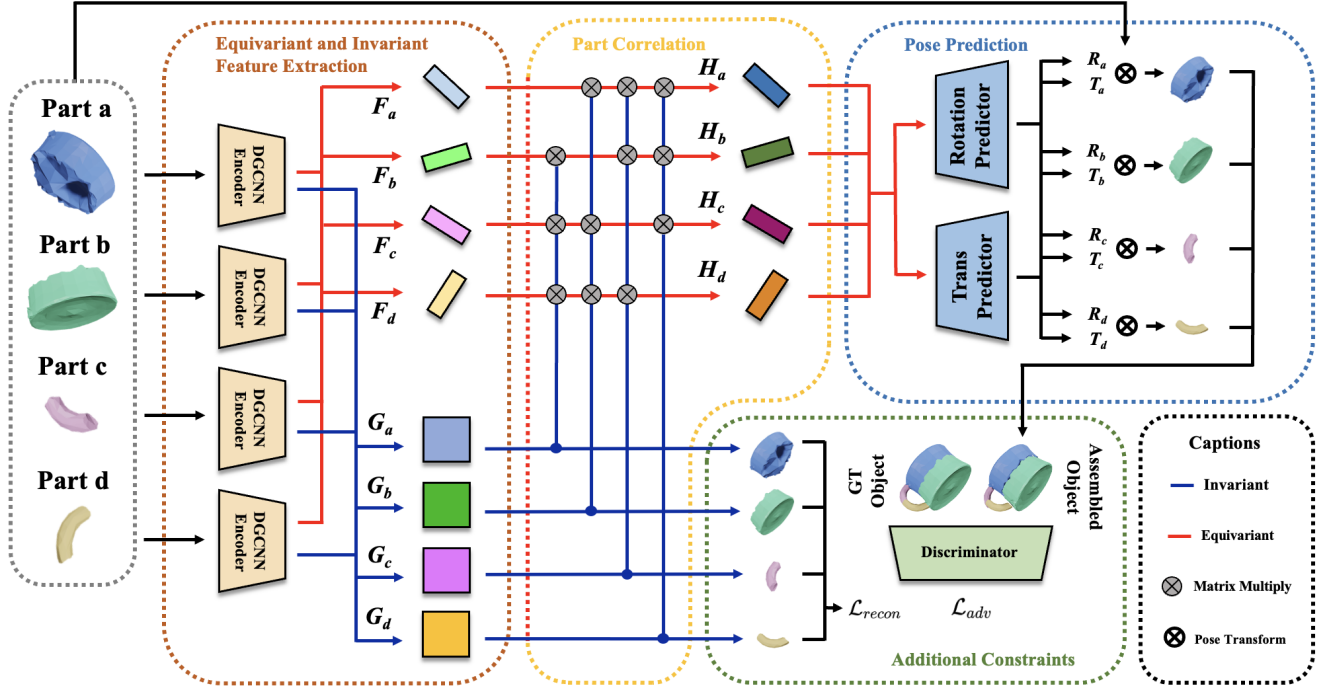 Part a
Part b
Part c
Part d
Equivariant and Invariant
Feature Extraction
DGCNN
Encoder
DGCNN
Encoder
DGCNN
Encoder
DGCNN
Encoder
F_a
F_b
F_c
F_d
G_a
G_b
G_c
G_d
Part Correlation
H_a
H_b
H_c
H_d
Pose Prediction
Rotation
Predictor
Trans
Predictor
R_a
T_a
R_b
T_b
R_c
T_c
R_d
T_d
GT
Object
Assembled
Object
Discriminator
ℒ_recon
ℒ_adv
Additional Constraints
Captions
Invariant
Equivariant
Matrix Multiply
Pose Transform